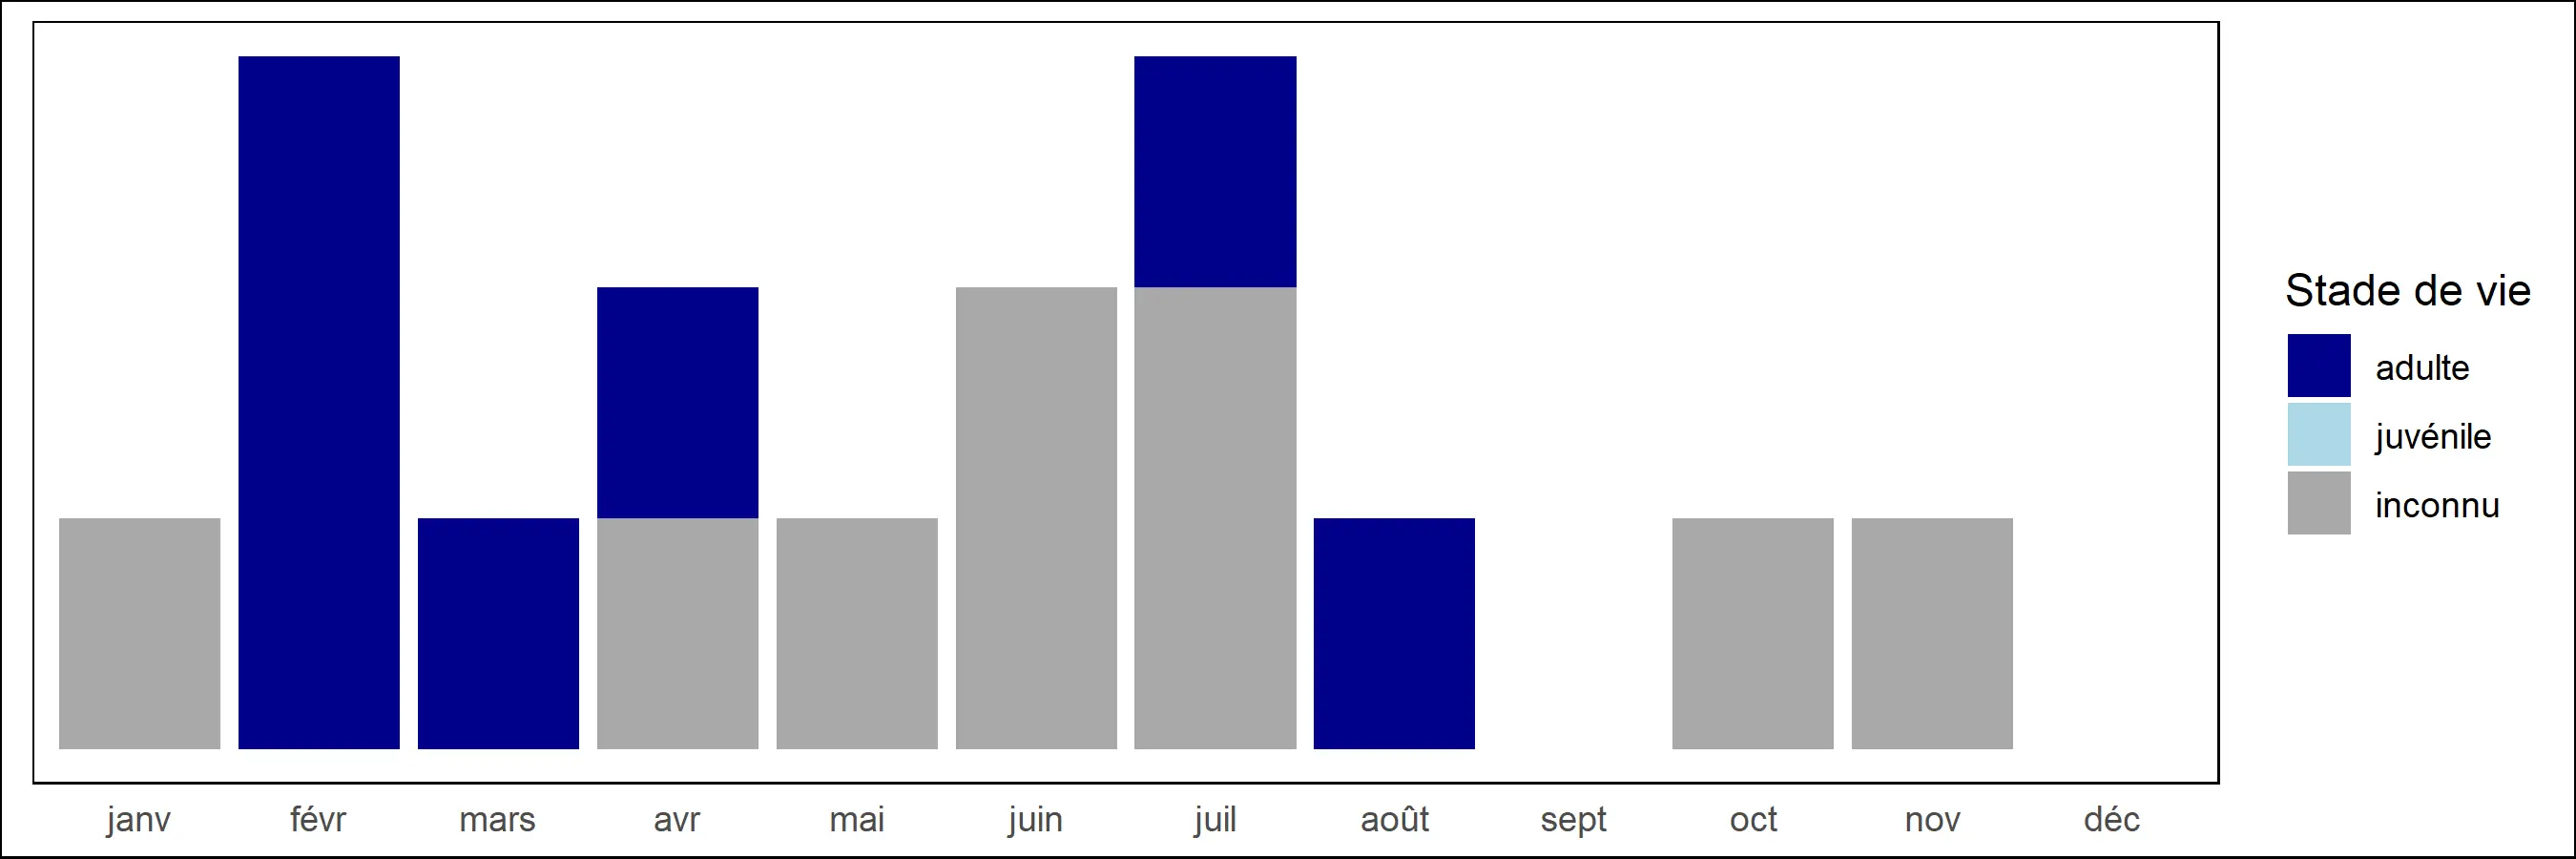 Stade de vie
adulte
juvénile
inconnu
janv févr mars avr mai juin juil août sept oct nov déc